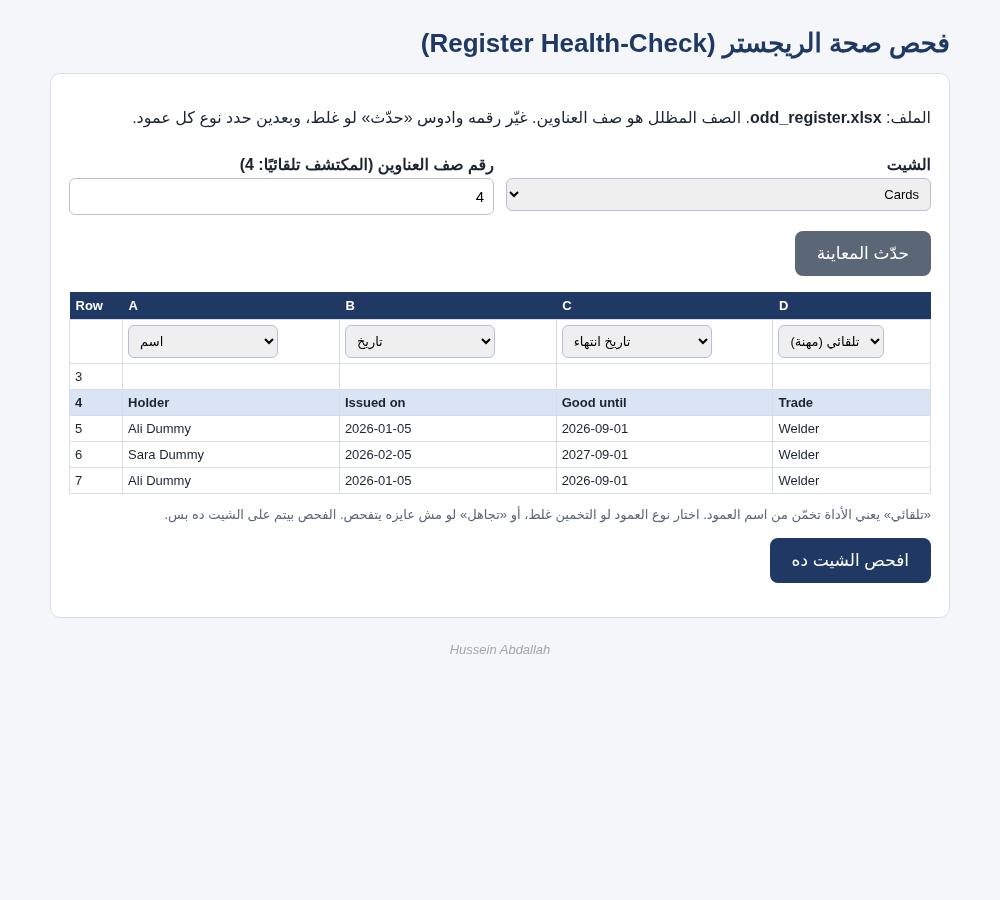 فحص صحة الريجستر (Register Health-Check)
الملف: odd_register.xlsx. الصف المظلل هو صف العناوين. غيّر رقمه وادوس «حدّث» لو غلط، وبعدين حدد نوع كل عمود.
الشيت
Cards
رقم صف العناوين (المكتشف تلقائيًا: 4)
4
حدّث المعاينة
Row A B C D
اسم تاريخ تاريخ انتهاء تلقائي (مهنة)
3
4 Holder Issued on Good until Trade
5 Ali Dummy 2026-01-05 2026-09-01 Welder
6 Sara Dummy 2026-02-05 2027-09-01 Welder
7 Ali Dummy 2026-01-05 2026-09-01 Welder
«تلقائي» يعني الأداة تخمّن من اسم العمود. اختار نوع العمود لو التخمين غلط، أو «تجاهل» لو مش عايزه يتفحص. الفحص بيتم على الشيت ده بس.
افحص الشيت ده
Hussein Abdallah